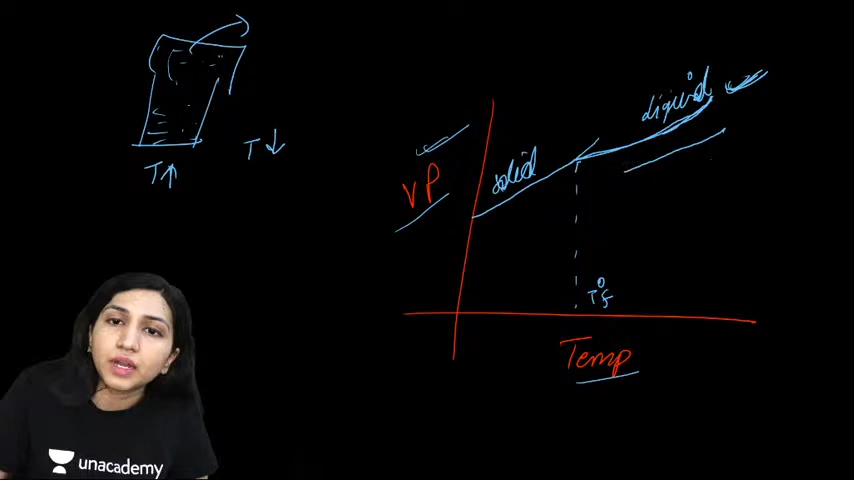 T↑
T↓
VP
solid
liquid
T°f
Temp
unacademy